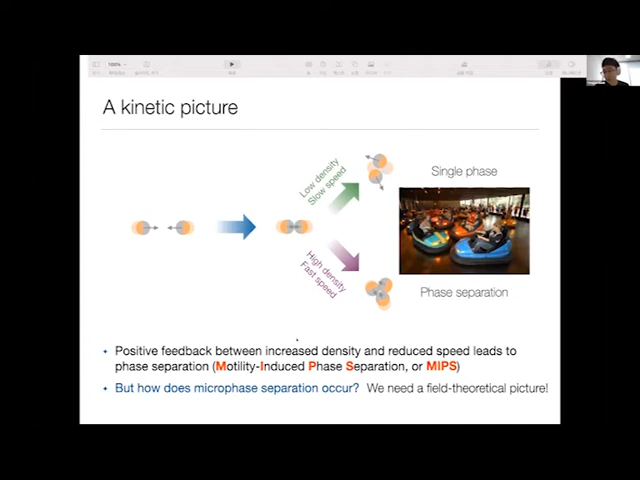 100%
A kinetic picture
Low density
Slow speed
Single phase
High density
Fast speed
Phase separation
Positive feedback between increased density and reduced speed leads to
phase separation (Motility-Induced Phase Separation, or MIPS)
But how does microphase separation occur? We need a field-theoretical picture!